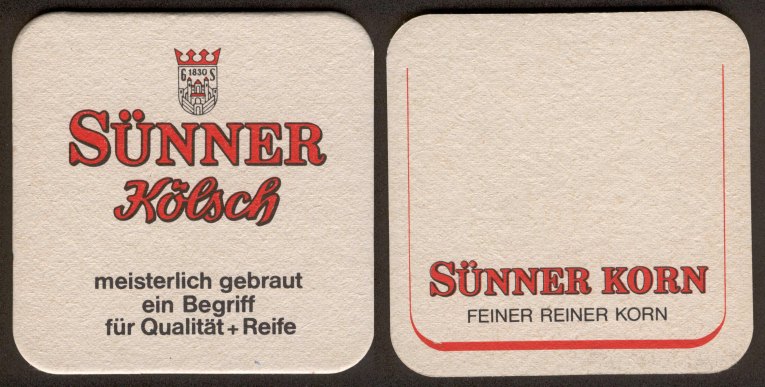 G 1830 S
SÜNNER
Kölsch
meisterlich gebraut
ein Begriff
für Qualität + Reife
SÜNNER KORN
FEINER REINER KORN